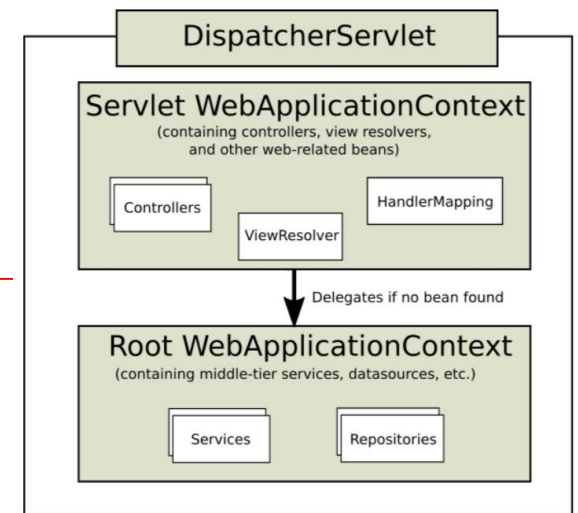 DispatcherServlet
Servlet WebApplicationContext
(containing controllers, view resolvers,
and other web-related beans)
Controllers
HandlerMapping
ViewResolver
Delegates if no bean found
Root WebApplicationContext
(containing middle-tier services, datasources, etc.)
Services
Repositories